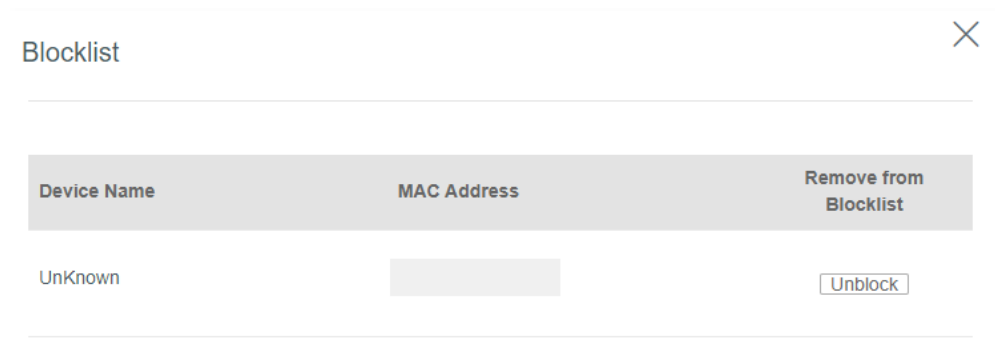 Blocklist
Device Name MAC Address Remove from
Blocklist
UnKnown Unblock